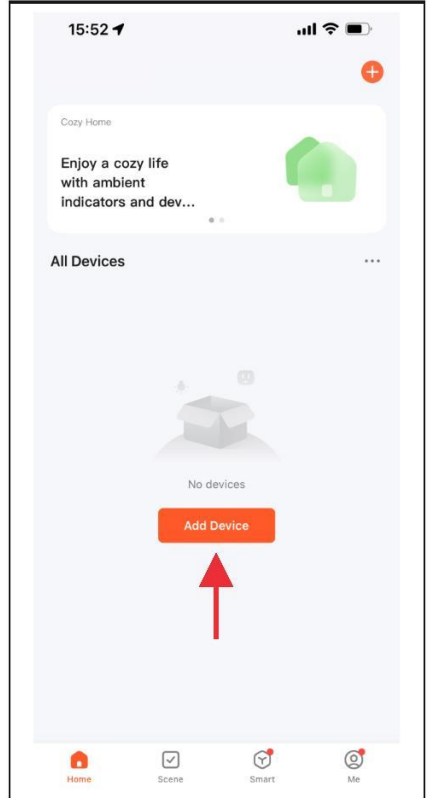 15:52
Cozy Home
Enjoy a cozy life
with ambient
indicators and dev...
All Devices
No devices
Add Device
Home
Scene
Smart
Me